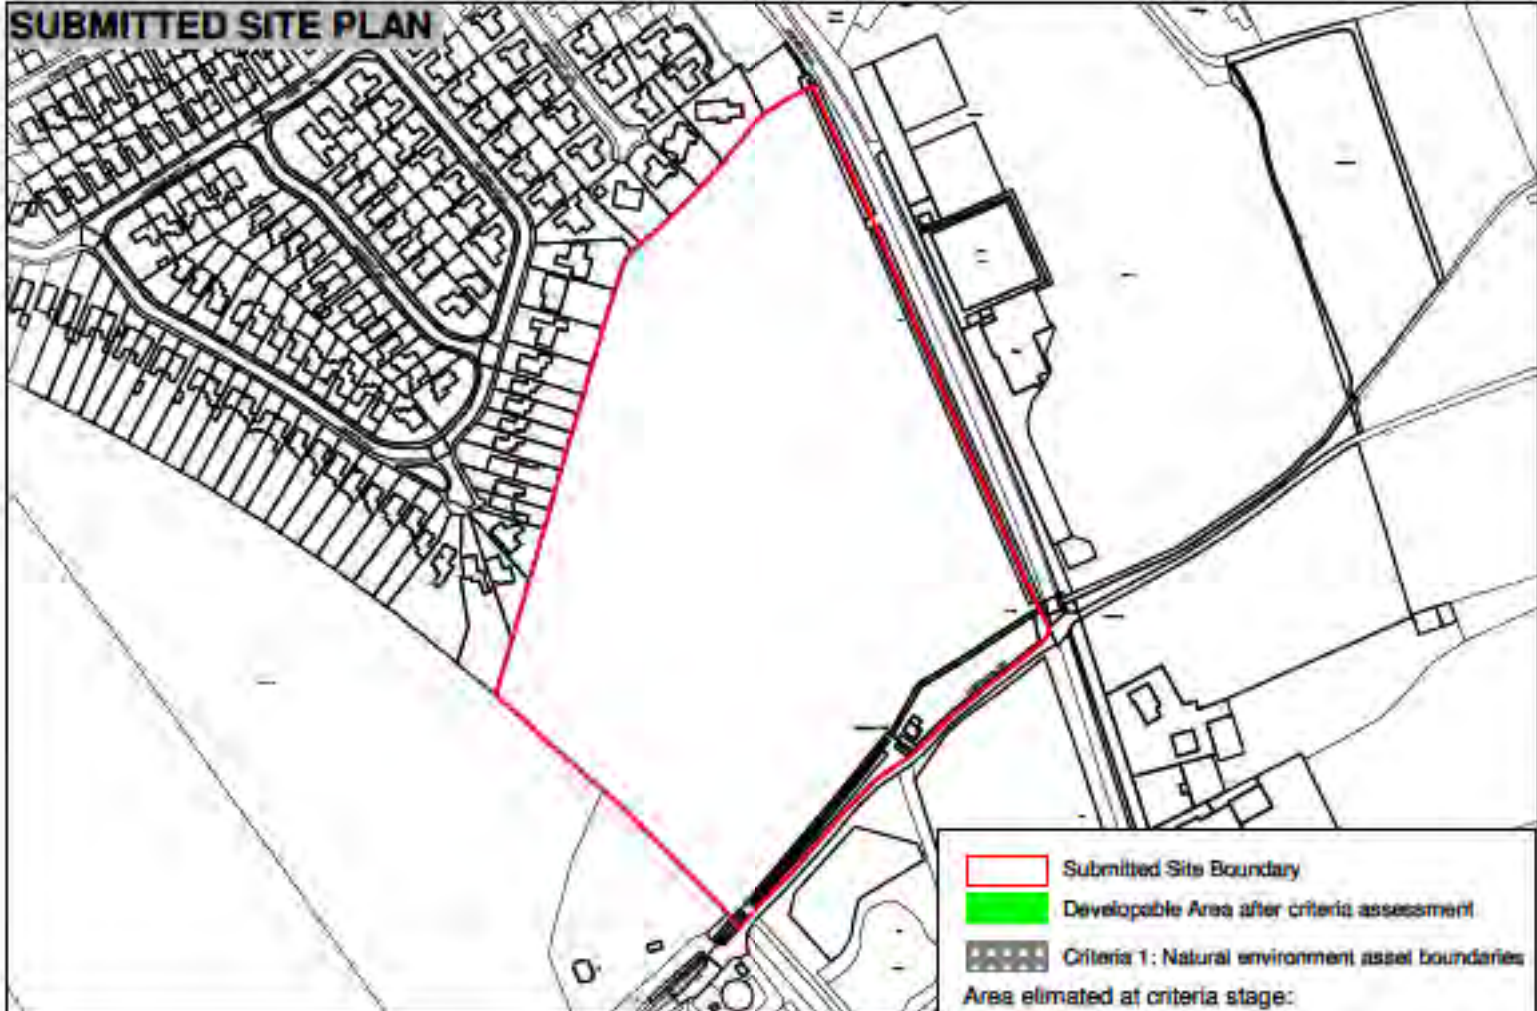 SUBMITTED SITE PLAN
Submitted Site Boundary
Developable Area after criteria assessment
Criteria 1: Natural environment asset boundaries
Area elimated at criteria stage: